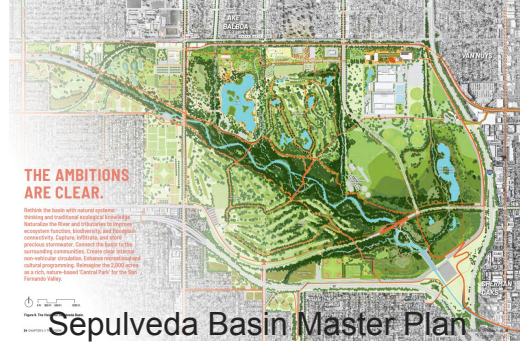 LAKE
BALBOA
VAN NUYS
THE AMBITIONS
ARE CLEAR.
Rethink the basin with natural systems
thinking and traditional ecological knowledge.
Naturalize the River and tributaries to improve
ecosystem function, biodiversity, and floodplain
connectivity. Capture, infiltrate, and store
precious stormwater. Connect the basin to the
surrounding communities. Create clear internal
non-vehicular circulation. Enhance recreational and
cultural programming. Reimagine the 2,000 acres
as a rich, nature-based 'Central Park' for the San
Fernando Valley.
SHERMAN
OAKS
Sepulveda Basin Master Plan